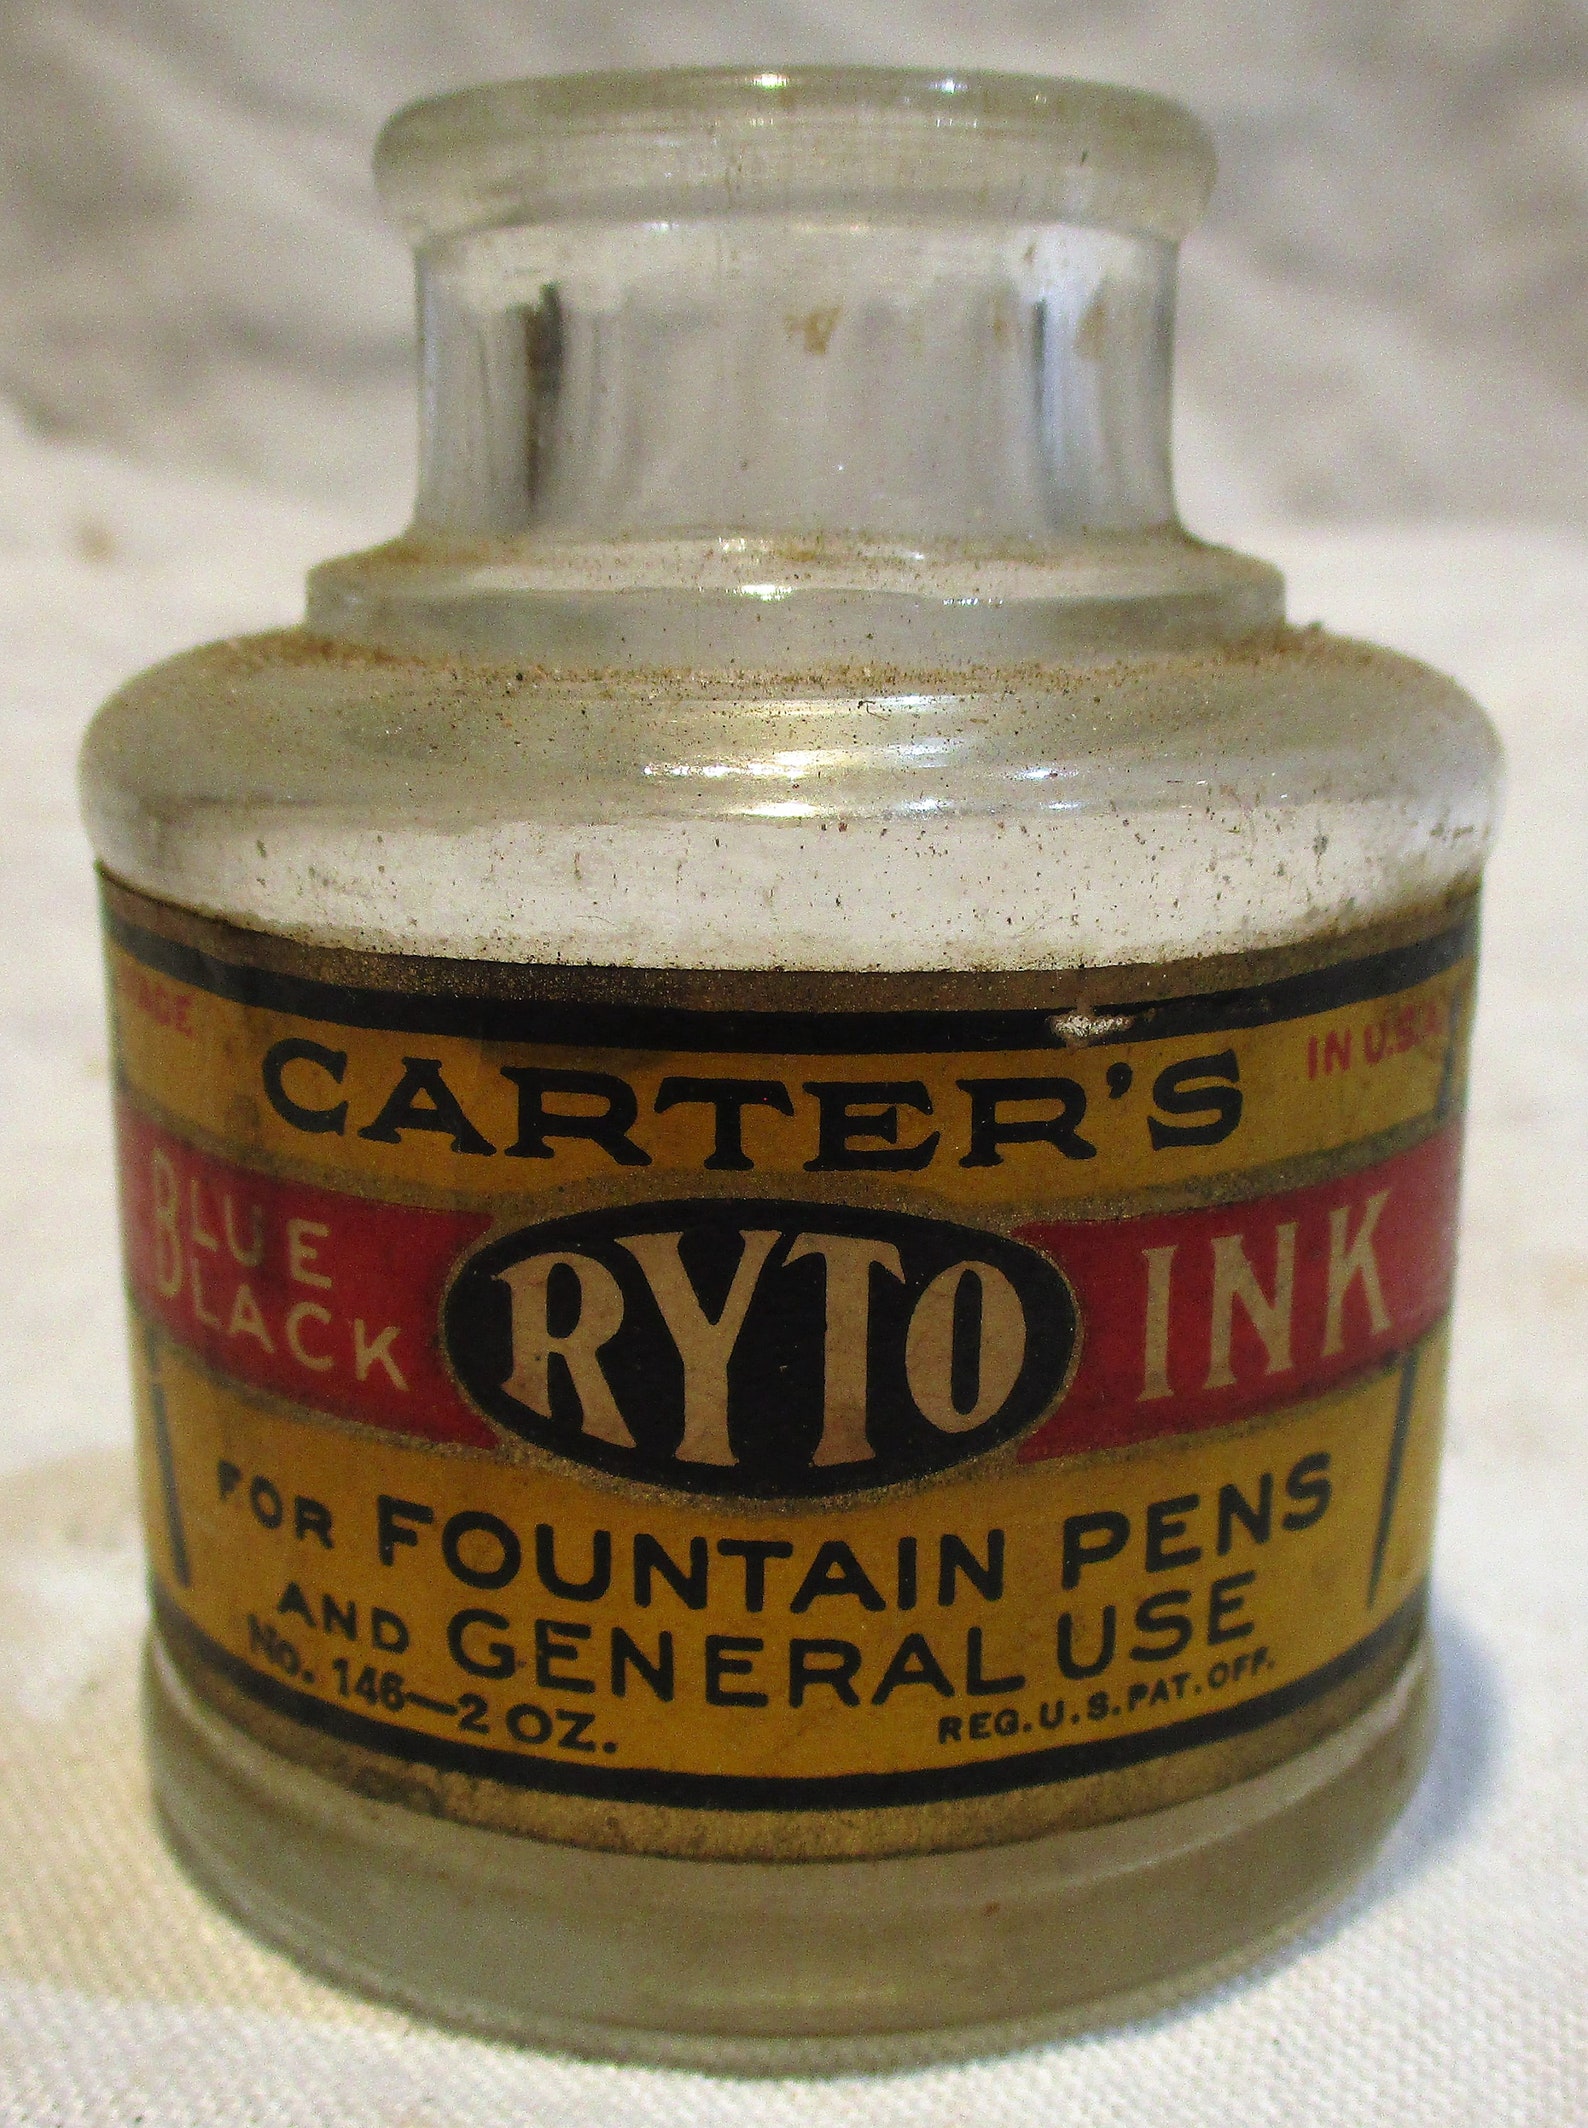 MADE IN U.S.A.
CARTER'S
BLUE BLACK RYTO INK
FOR FOUNTAIN PENS
AND GENERAL USE
No. 146—2 OZ. REG. U.S. PAT. OFF.